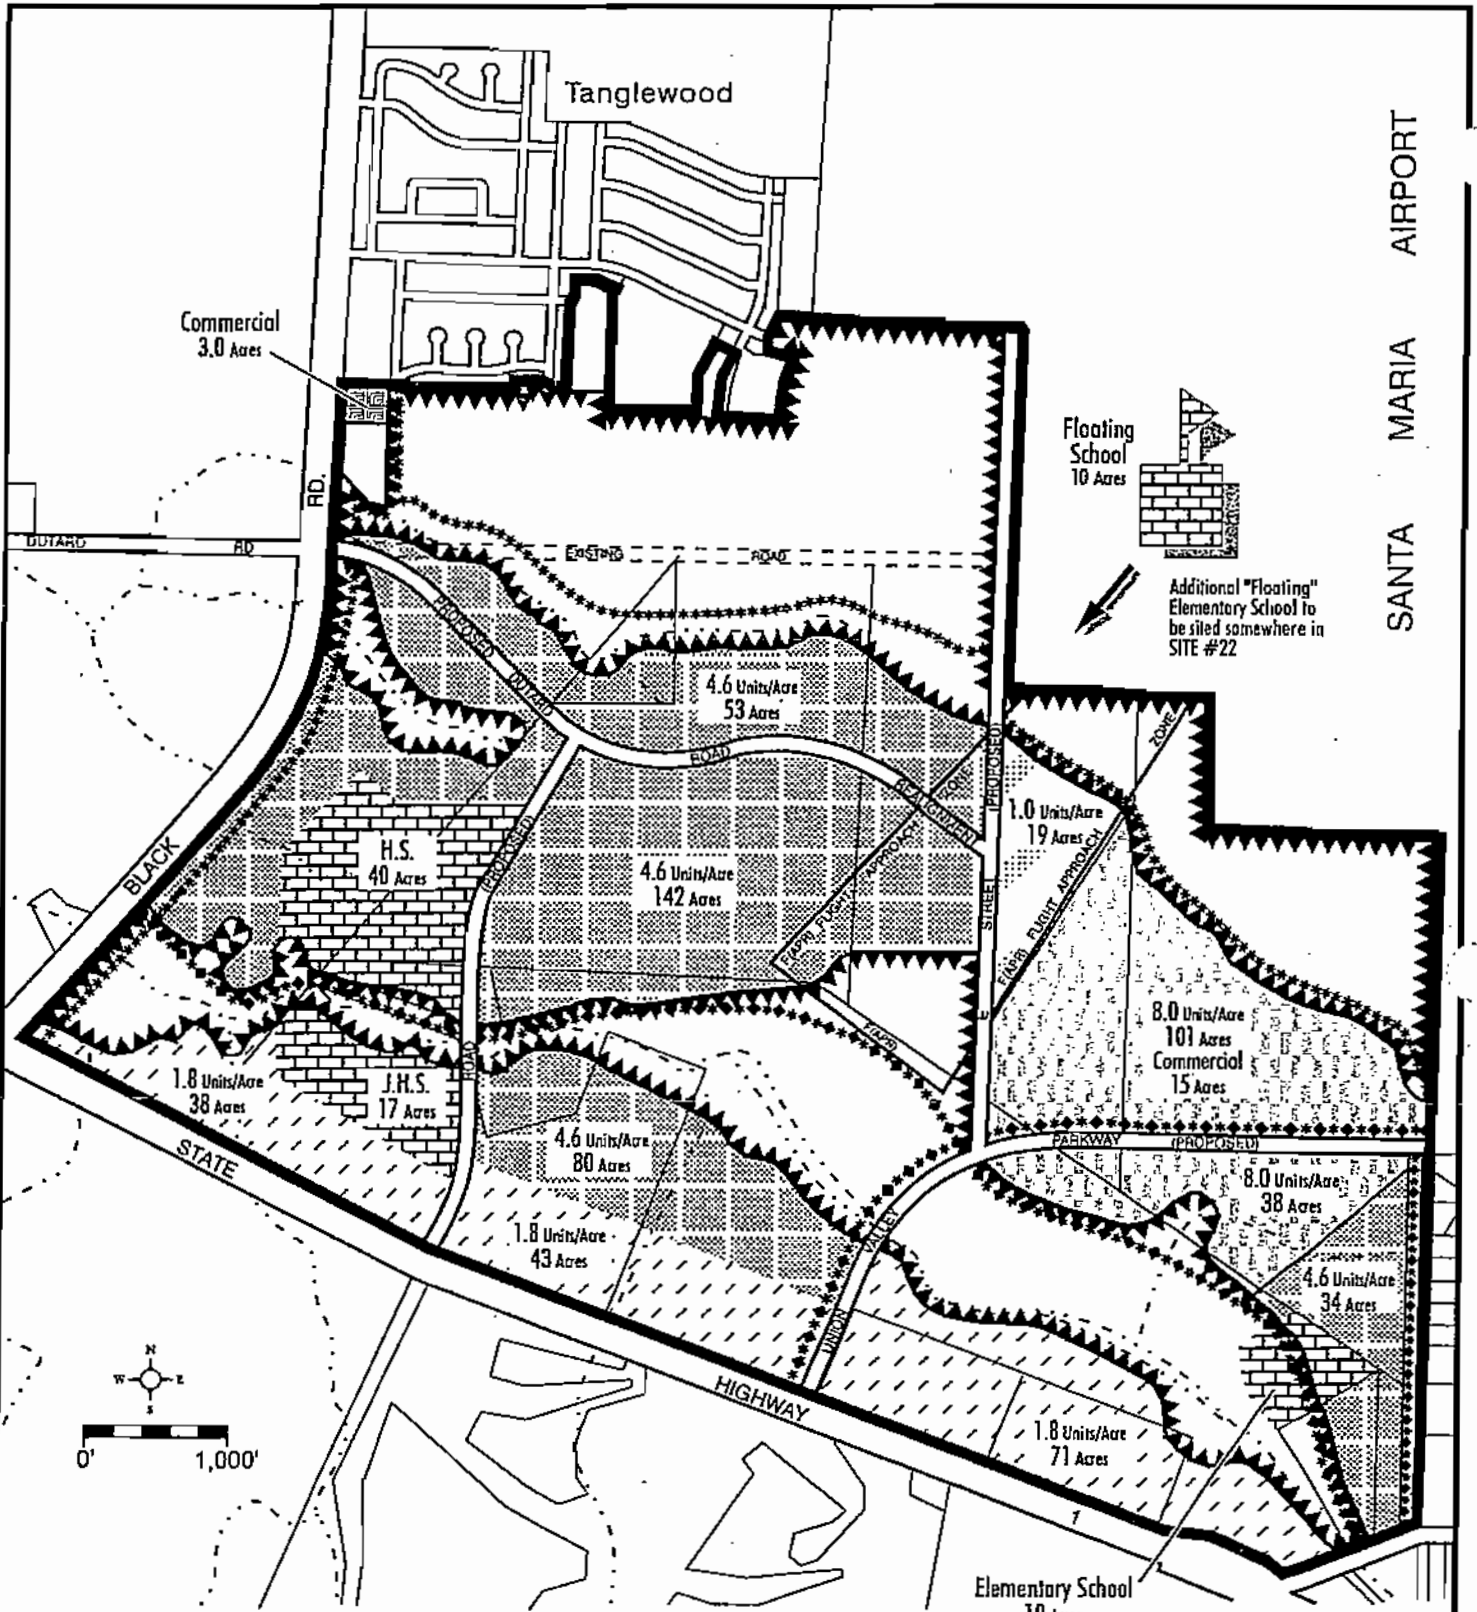 Tanglewood
SANTA MARIA AIRPORT
Commercial
3.0 Acres
Floating
School
10 Acres
RD.
DUTARD RD
EXISTING ROAD
Additional "Floating"
Elementary School to
be sited somewhere in
SITE #22
PROPOSED DUTARD ROAD REALIGNMENT
4.6 Units/Acre
53 Acres
ZONE
ZONE
(PROPOSED)
1.0 Units/Acre
19 Acres
BLACK
H.S.
40 Acres
(PROPOSED)
4.6 Units/Acre
142 Acres
F(APR) FLIGHT APPROACH
STREET
F(APR) FLIGHT APPROACH
E
8.0 Units/Acre
101 Acres
Commercial
15 Acres
F(APR)
ROAD
1.8 Units/Acre
38 Acres
J.H.S.
17 Acres
4.6 Units/Acre
80 Acres
PARKWAY (PROPOSED)
8.0 Units/Acre
38 Acres
STATE
1.8 Units/Acre
43 Acres
VALLEY
4.6 Units/Acre
34 Acres
UNION
N
W E
S
HIGHWAY
0' 1,000'
1.8 Units/Acre
71 Acres
1
Elementary School